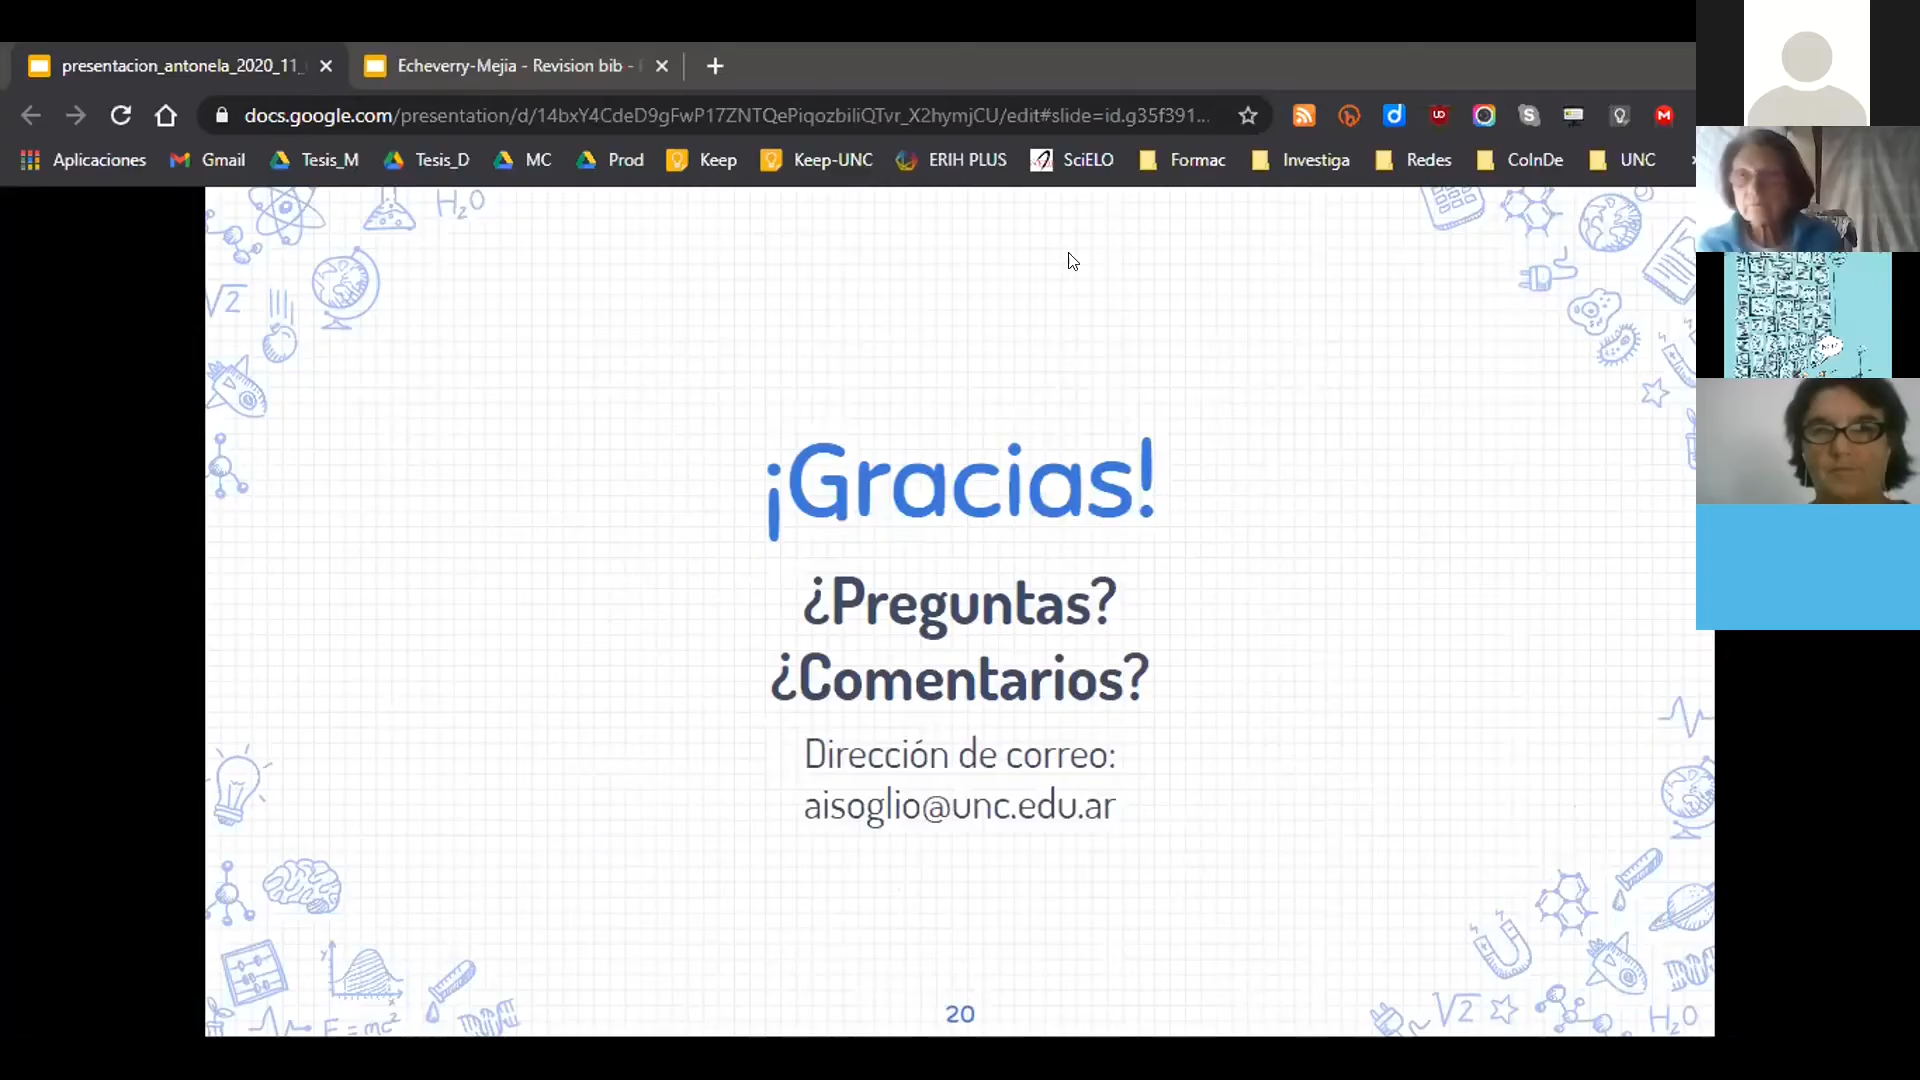 presentacion_antonela_2020_11_
Echeverry-Mejia - Revision bib -
docs.google.com/presentation/d/14bxY4CdeD9gFwP17ZNTQePiqozbiliQTvr_X2hymjCU/edit#slide=id.g35f391...
Aplicaciones Gmail Tesis_M Tesis_D MC Prod Keep Keep-UNC ERIH PLUS SciELO Formac Investiga Redes CoInDe UNC
H₂O
√2
¡Gracias!
¿Preguntas?
¿Comentarios?
Dirección de correo:
aisoglio@unc.edu.ar
y
x
E=mc²
20
√2
H₂O